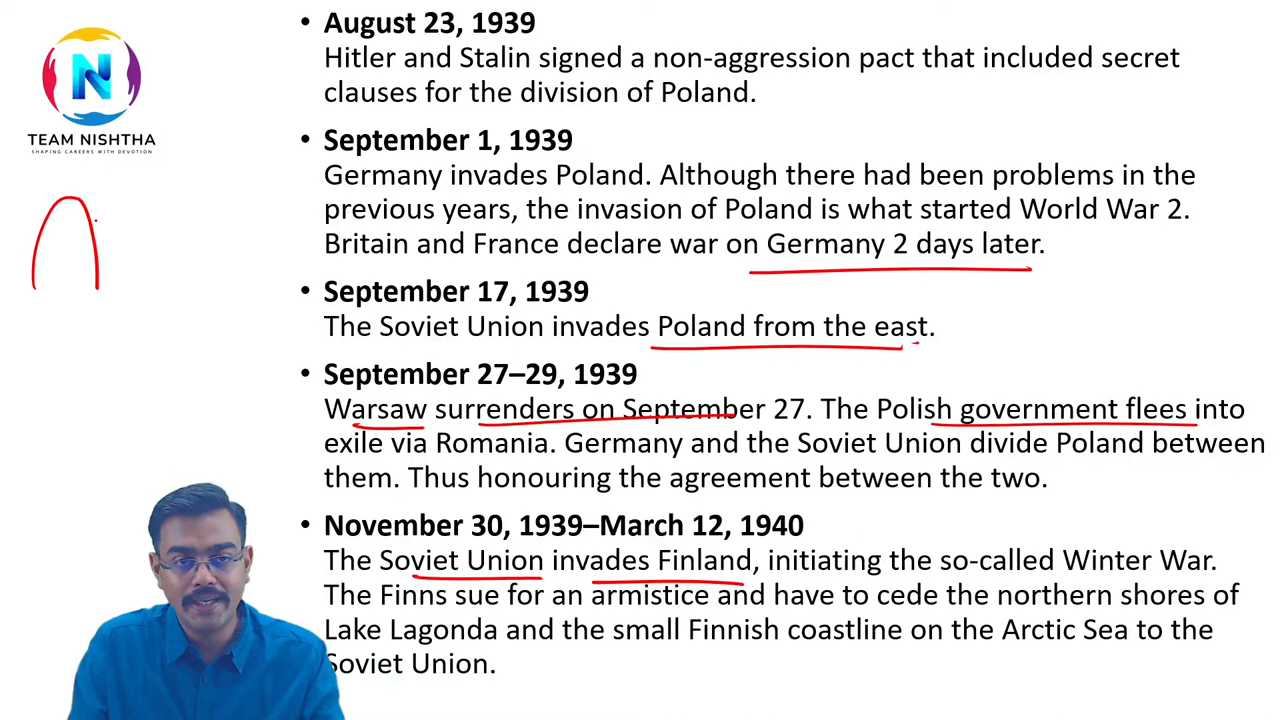 TEAM NISHTHA
SHAPING CAREERS WITH DEVOTION
• August 23, 1939
Hitler and Stalin signed a non-aggression pact that included secret
clauses for the division of Poland.
• September 1, 1939
Germany invades Poland. Although there had been problems in the
previous years, the invasion of Poland is what started World War 2.
Britain and France declare war on Germany 2 days later.
• September 17, 1939
The Soviet Union invades Poland from the east.
• September 27–29, 1939
Warsaw surrenders on September 27. The Polish government flees into
exile via Romania. Germany and the Soviet Union divide Poland between
them. Thus honouring the agreement between the two.
• November 30, 1939–March 12, 1940
The Soviet Union invades Finland, initiating the so-called Winter War.
The Finns sue for an armistice and have to cede the northern shores of
Lake Lagonda and the small Finnish coastline on the Arctic Sea to the
Soviet Union.